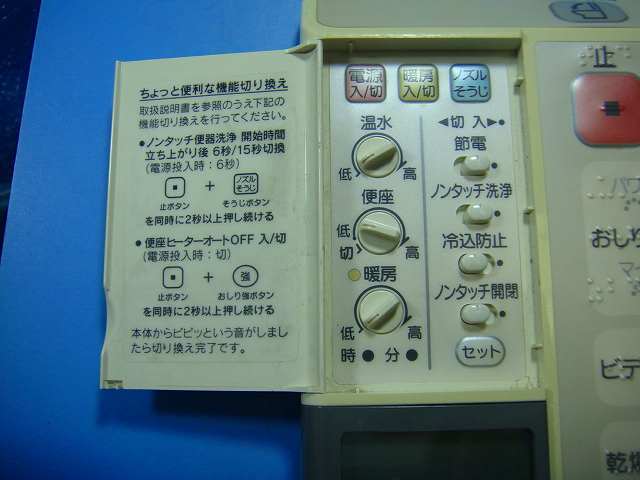 ちょっと便利な機能切り換え
取扱説明書を参照のうえ下記の
機能切り換えを行ってください。
•ノンタッチ便器洗浄 開始時間
立ち上がり後 6秒/15秒切換
(電源投入時：6秒)
+
ノズル
そうじ
止ボタン そうじボタン
を同時に2秒以上押し続ける
•便座ヒーターオートOFF 入/切
(電源投入時：切)
+
強
止ボタン おしり強ボタン
を同時に2秒以上押し続ける
本体からピピッという音がしまし
たら切り換え完了です。
電源
入/切
暖房
入/切
ノズル
そうじ
温水
低 高
便座
低
切 高
暖房
低 高
時● 分●
◀切 入▶•
節電
ノンタッチ洗浄
冷込防止
ノンタッチ開閉
セット
止
パワ
おしり
マ
ビデ
乾燥